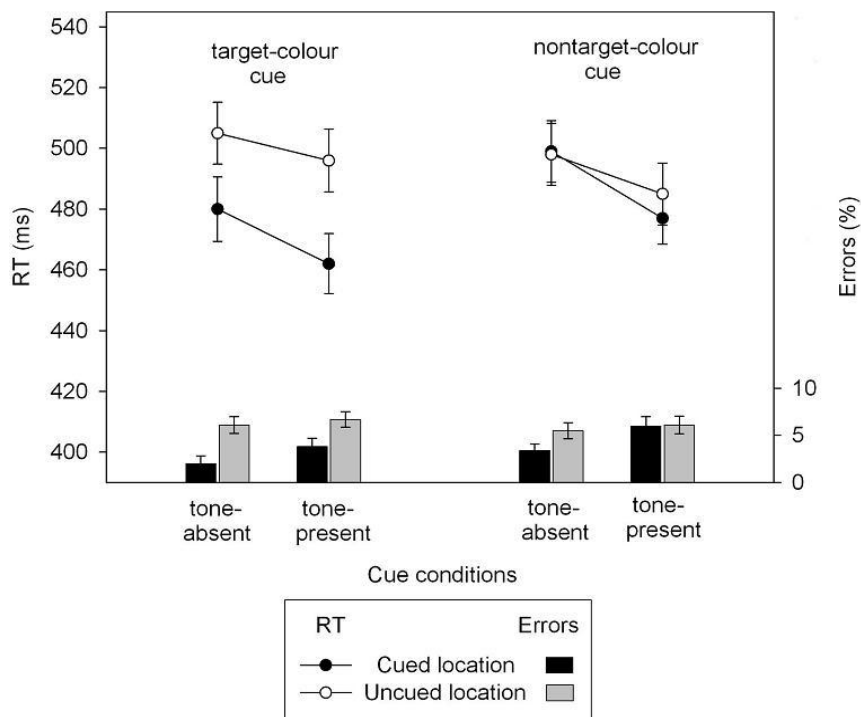 540
520
500
480
460
440
420
400
RT (ms)
target-colour
cue
nontarget-colour
cue
10
5
0
Errors (%)
tone-
absent
tone-
present
tone-
absent
tone-
present
Cue conditions
RT Errors
Cued location
Uncued location